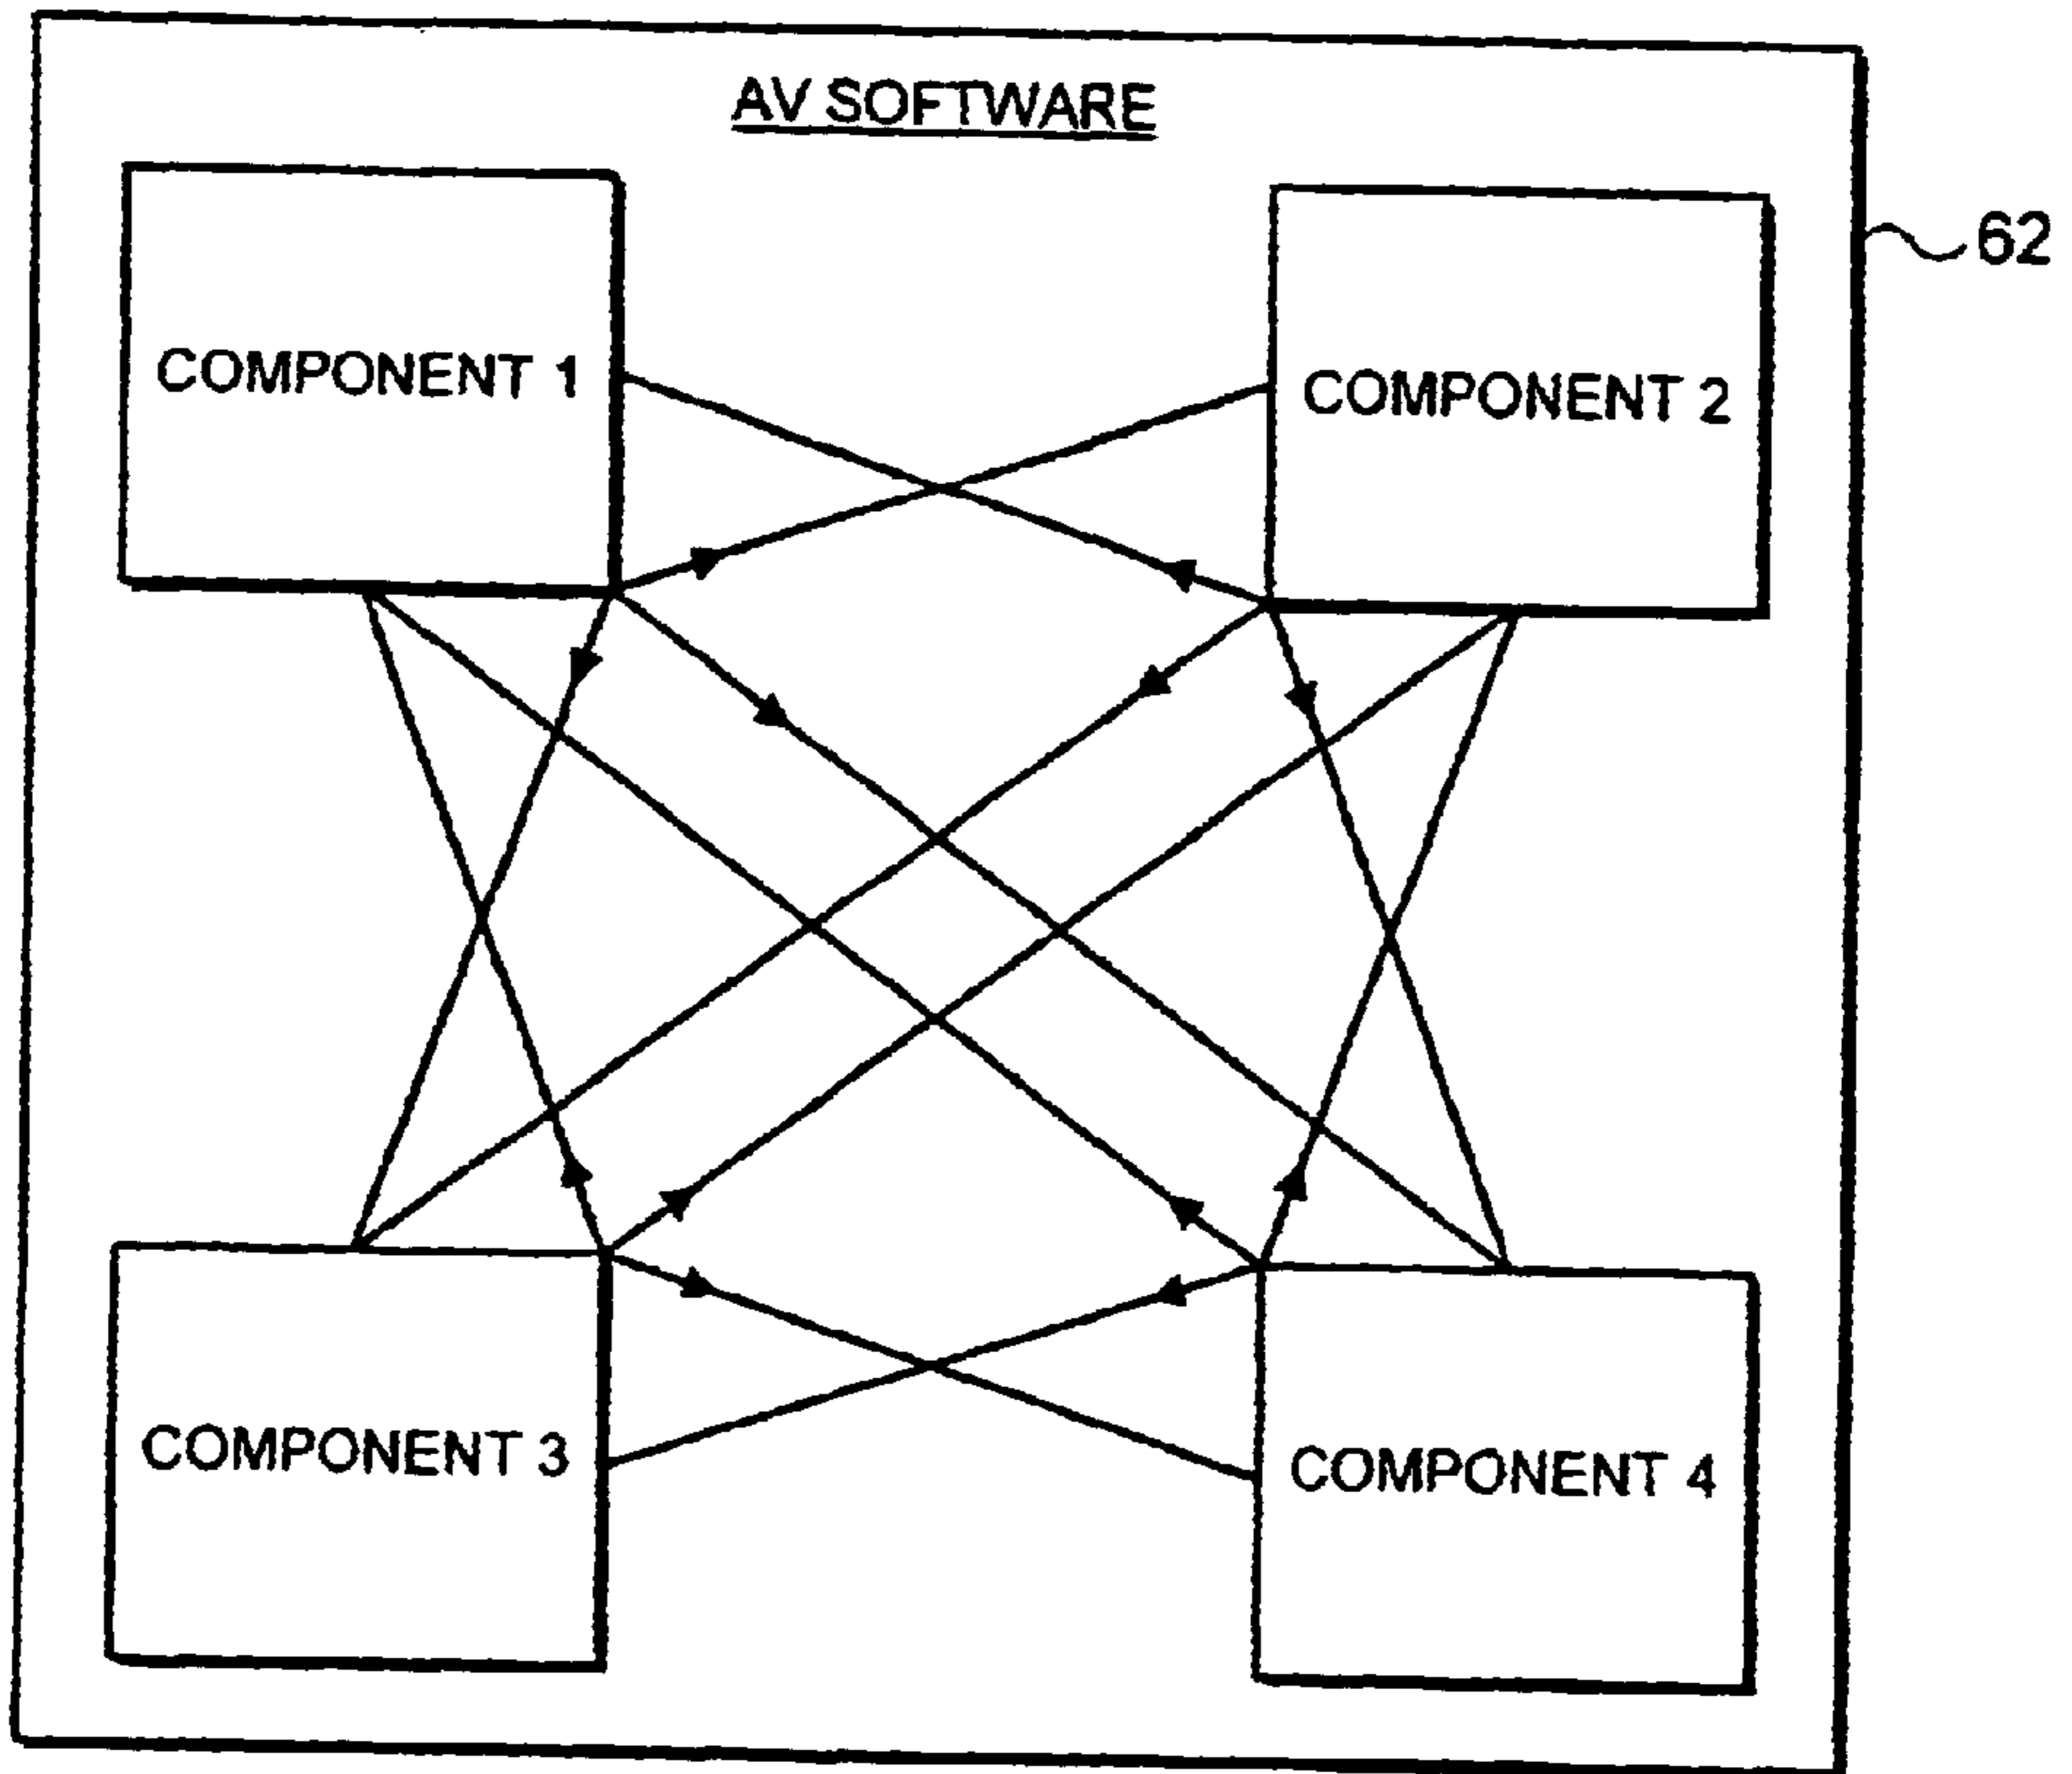 AV SOFTWARE
COMPONENT 1
COMPONENT 2
62
COMPONENT 3
COMPONENT 4